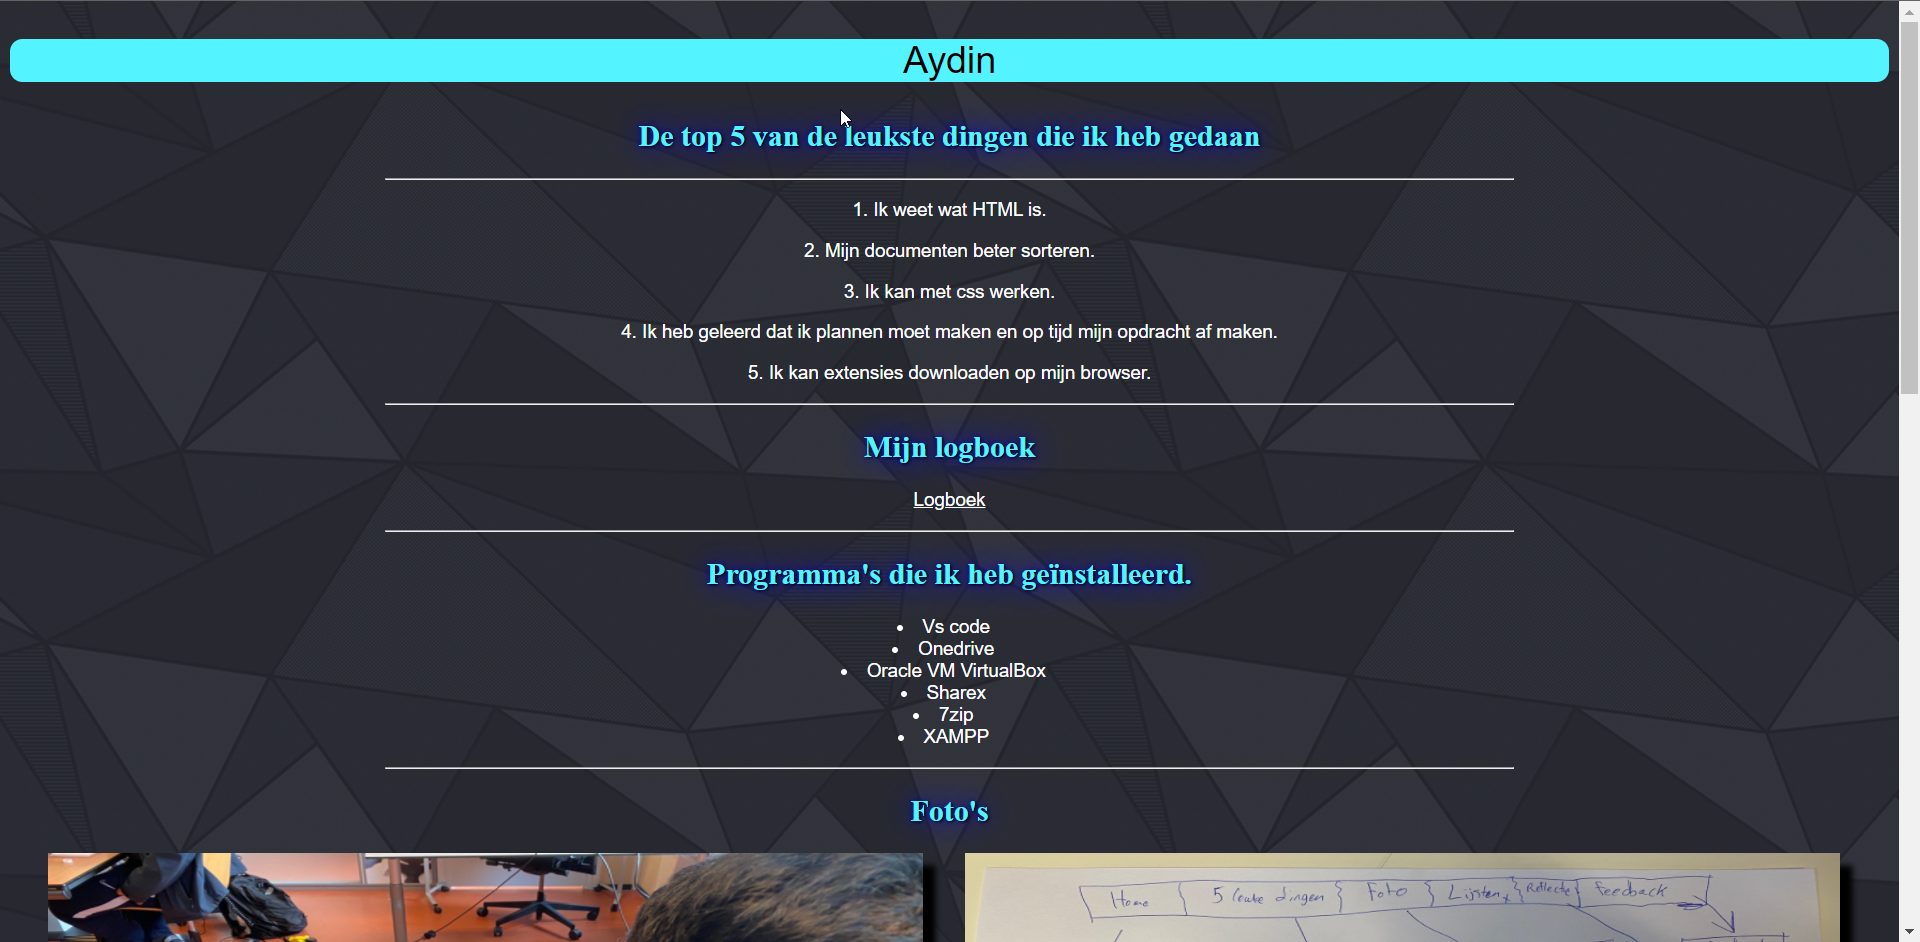 Aydin
De top 5 van de leukste dingen die ik heb gedaan
1. Ik weet wat HTML is.
2. Mijn documenten beter sorteren.
3. Ik kan met css werken.
4. Ik heb geleerd dat ik plannen moet maken en op tijd mijn opdracht af maken.
5. Ik kan extensies downloaden op mijn browser.
Mijn logboek
Logboek
Programma's die ik heb geïnstalleerd.
• Vs code
• Onedrive
• Oracle VM VirtualBox
• Sharex
• 7zip
• XAMPP
Foto's
Home 5 leuke dingen Foto Lijsten Reflectie Feedback